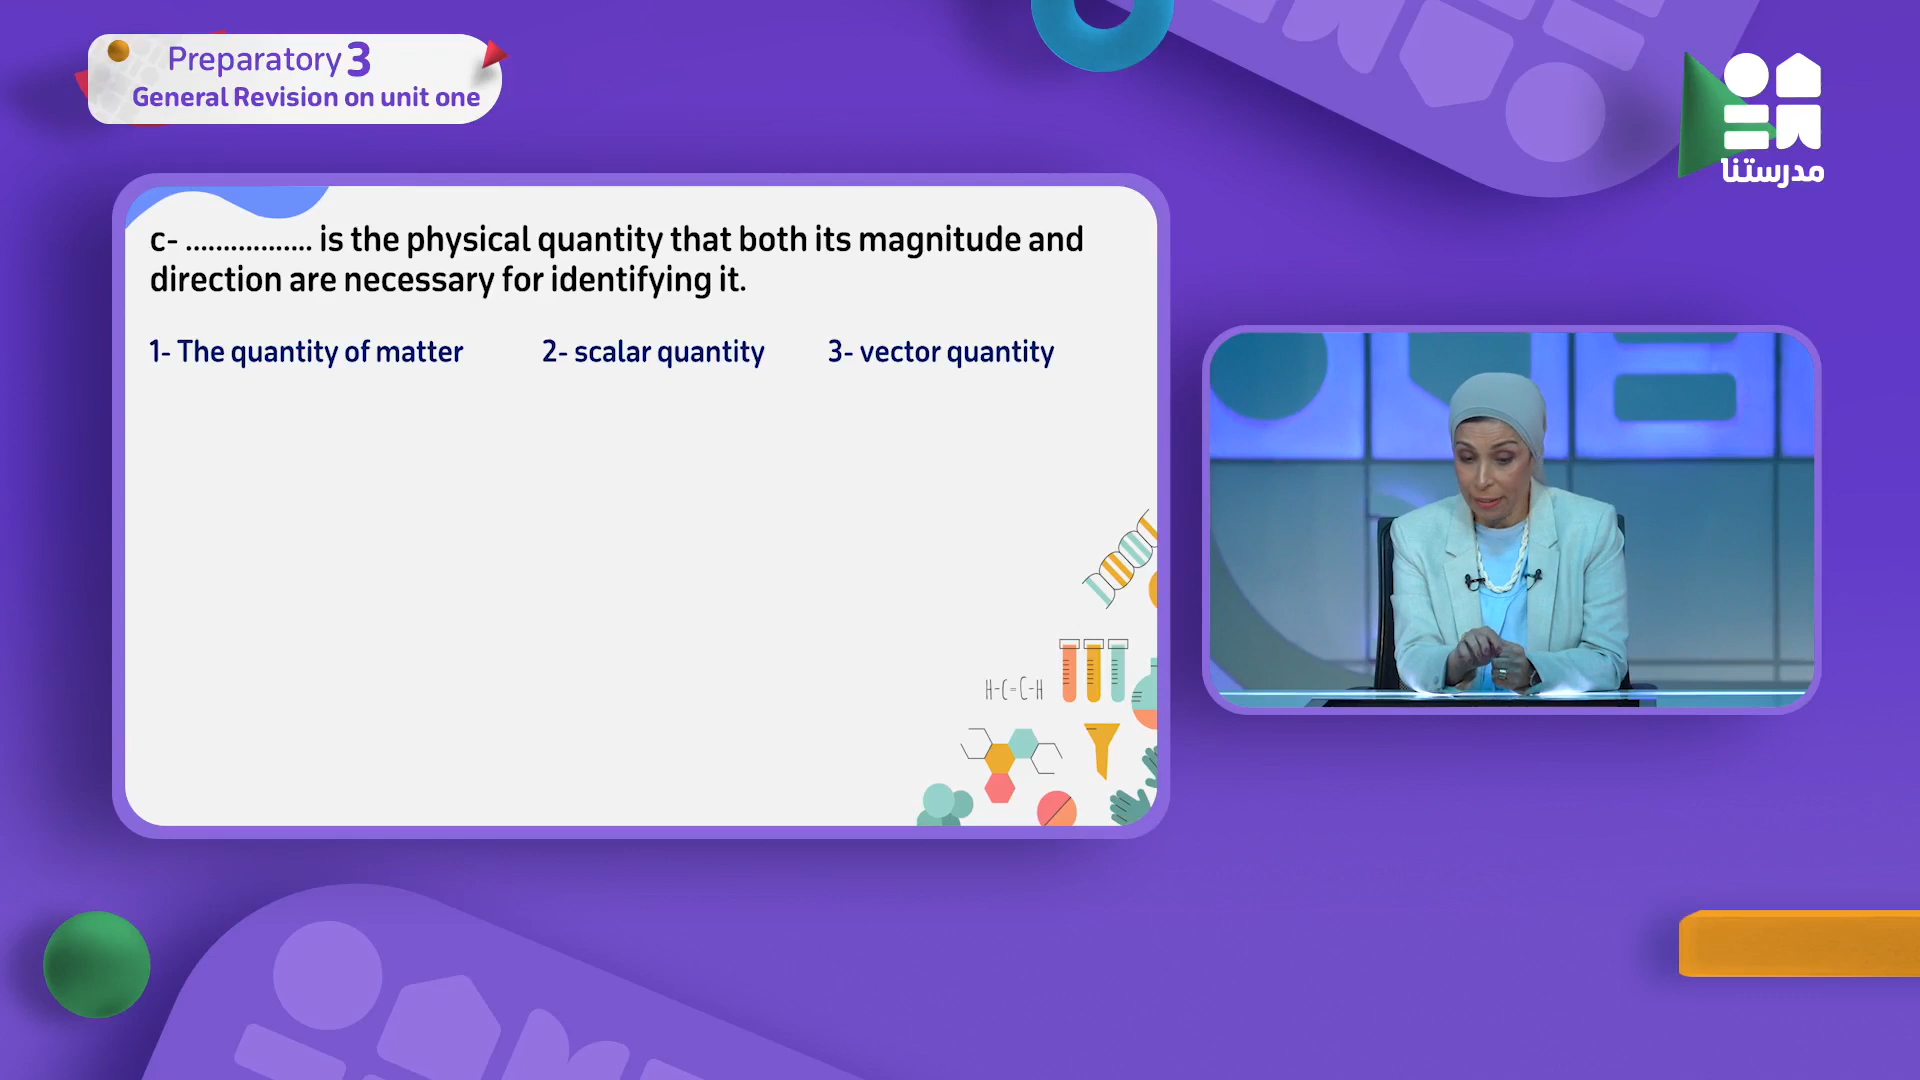 Preparatory 3
General Revision on unit one
مدرستنا
c- ................. is the physical quantity that both its magnitude and
direction are necessary for identifying it.
1- The quantity of matter 2- scalar quantity 3- vector quantity
H-C=C-H